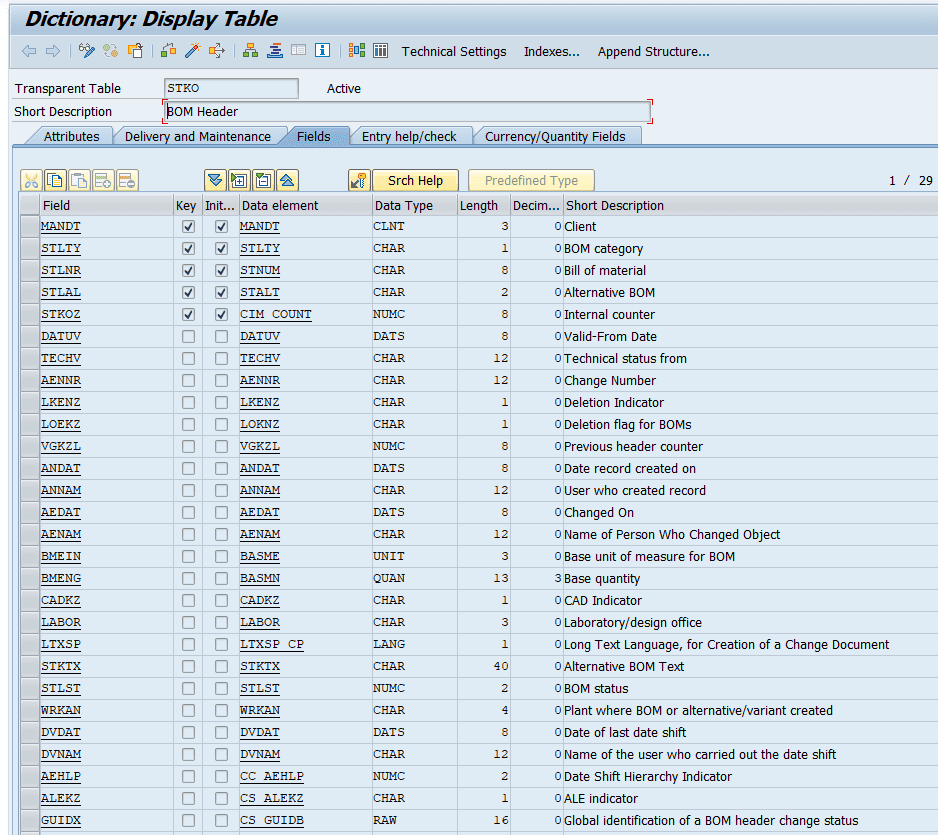 Dictionary: Display Table
Technical Settings Indexes... Append Structure...
Transparent Table STKO Active
Short Description BOM Header
Attributes Delivery and Maintenance Fields Entry help/check Currency/Quantity Fields
Srch Help Predefined Type 1 / 29
Field Key Init... Data element Data Type Length Decim... Short Description
MANDT MANDT CLNT 3 0 Client
STLTY STLTY CHAR 1 0 BOM category
STLNR STNUM CHAR 8 0 Bill of material
STLAL STALT CHAR 2 0 Alternative BOM
STKOZ CIM_COUNT NUMC 8 0 Internal counter
DATUV DATUV DATS 8 0 Valid-From Date
TECHV TECHV CHAR 12 0 Technical status from
AENNR AENNR CHAR 12 0 Change Number
LKENZ LKENZ CHAR 1 0 Deletion Indicator
LOEKZ LOKNZ CHAR 1 0 Deletion flag for BOMs
VGKZL VGKZL NUMC 8 0 Previous header counter
ANDAT ANDAT DATS 8 0 Date record created on
ANNAM ANNAM CHAR 12 0 User who created record
AEDAT AEDAT DATS 8 0 Changed On
AENAM AENAM CHAR 12 0 Name of Person Who Changed Object
BMEIN BASME UNIT 3 0 Base unit of measure for BOM
BMENG BASMN QUAN 13 3 Base quantity
CADKZ CADKZ CHAR 1 0 CAD Indicator
LABOR LABOR CHAR 3 0 Laboratory/design office
LTXSP LTXSP_CP LANG 1 0 Long Text Language, for Creation of a Change Document
STKTX STKTX CHAR 40 0 Alternative BOM Text
STLST STLST NUMC 2 0 BOM status
WRKAN WRKAN CHAR 4 0 Plant where BOM or alternative/variant created
DVDAT DVDAT DATS 8 0 Date of last date shift
DVNAM DVNAM CHAR 12 0 Name of the user who carried out the date shift
AEHLP CC_AEHLP NUMC 2 0 Date Shift Hierarchy Indicator
ALEKZ CS_ALEKZ CHAR 1 0 ALE indicator
GUIDX CS_GUIDB RAW 16 0 Global identification of a BOM header change status